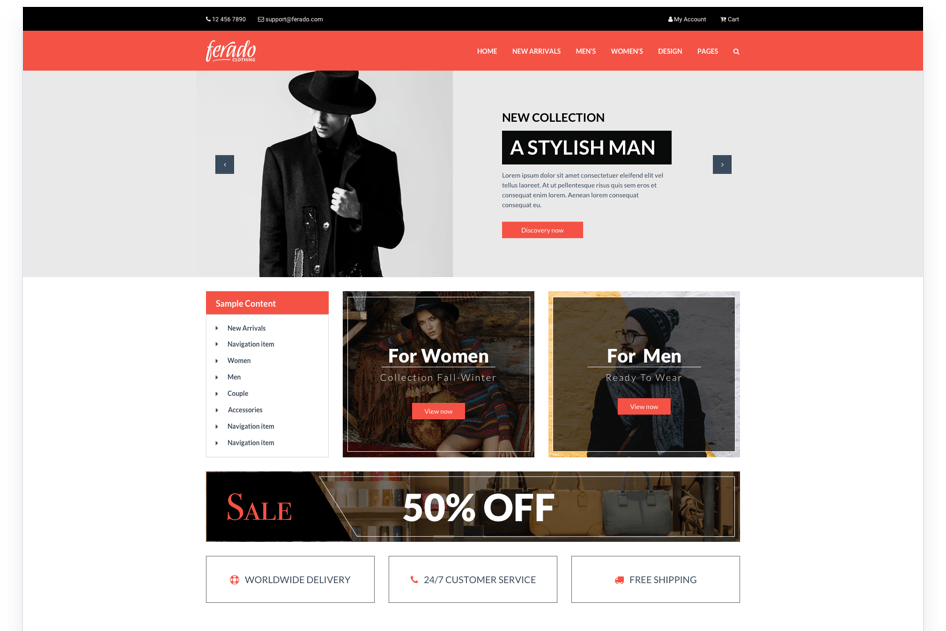 12 456 7890
support@ferado.com
My Account
Cart
ferado
CLOTHING
HOME
NEW ARRIVALS
MEN'S
WOMEN'S
DESIGN
PAGES
NEW COLLECTION
A STYLISH MAN
Lorem ipsum dolor sit amet consectetuer eleifend elit vel
tellus laoreet. At ut pellentesque risus quis sem eros et
consequat enim lorem. Aenean lorem consequat
consequat eu.
Discovery now
Sample Content
New Arrivals
Navigation item
Women
Men
Couple
Accessories
Navigation item
Navigation item
For Women
Collection Fall-Winter
View now
For Men
Ready To Wear
View now
SALE
50% OFF
WORLDWIDE DELIVERY
24/7 CUSTOMER SERVICE
FREE SHIPPING